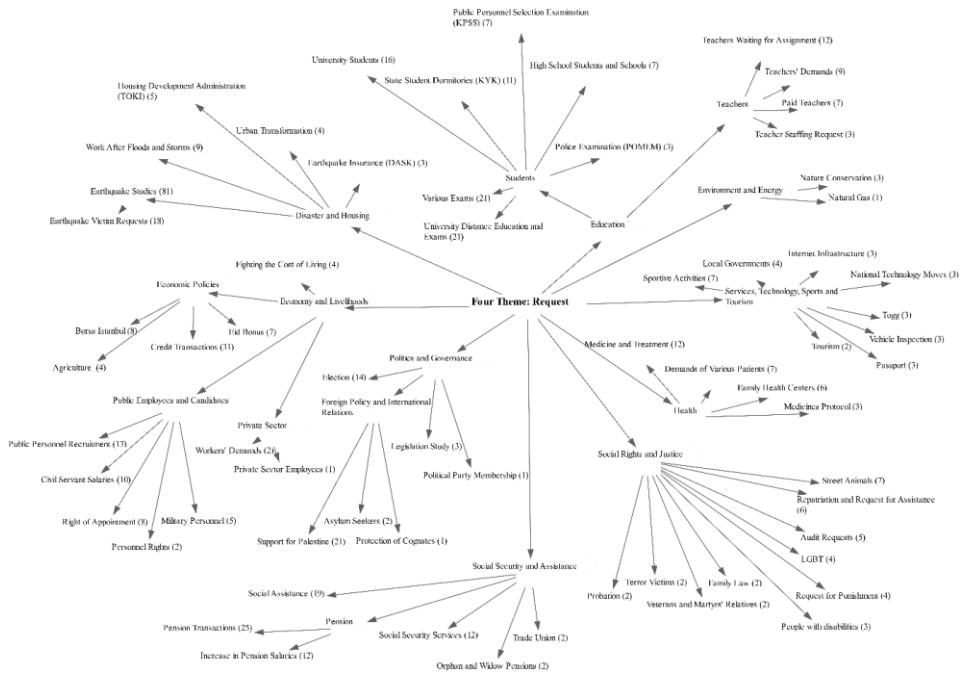 Public Personnel Selection Examination
(KPSS) (7)
Teachers Waiting for Assignment (12)
University Students (16)
High School Students and Schools (7)
Teachers' Demands (9)
State Student Dormitories (KYK) (11)
Housing Development Administration
(TOKI) (5)
Teachers
Paid Teachers (7)
Urban Transformation (4)
Teacher Staffing Request (3)
Work After Floods and Storms (9)
Police Examination (POMEM) (3)
Earthquake Insurance (DASK) (3)
Students
Nature Conservation (3)
Earthquake Studies (81)
Environment and Energy
Various Exams (21)
Natural Gas (1)
Disaster and Housing
Earthquake Victim Requests (18)
University Distance Education and
Exams (21)
Education
Internet Infrastructure (3)
Fighting the Cost of Living (4)
Local Governments (4)
National Technology Moves (3)
Sportive Activities (7)
Economic Policies
Services, Technology, Sports and
Tourism
Economy and Livelihoods
Four Theme: Request
Togg (3)
Borsa Istanbul (8)
Eid Bonus (7)
Vehicle Inspection (3)
Credit Transactions (31)
Medicine and Treatment (12)
Tourism (2)
Politics and Governance
Passport (3)
Agriculture (4)
Demands of Various Patients (7)
Election (14)
Family Health Centers (6)
Public Employees and Candidates
Foreign Policy and International
Relations
Health
Medicines Protocol (3)
Private Sector
Public Personnel Recruitment (13)
Legislation Study (3)
Workers' Demands (2)
Social Rights and Justice
Private Sector Employees (1)
Political Party Membership (1)
Civil Servant Salaries (10)
Street Animals (7)
Repatriation and Request for Assistance
(6)
Right of Appointment (8)
Military Personnel (5)
Asylum Seekers (2)
Audit Requests (5)
Personnel Rights (2)
Support for Palestine (21)
Protection of Cognates (1)
LGBT (4)
Social Security and Assistance
Terror Victims (2)
Family Law (2)
Social Assistance (19)
Probation (2)
Request for Punishment (4)
Veterans and Martyrs' Relatives (2)
Pension
People with disabilities (3)
Pension Transactions (25)
Social Security Services (12)
Trade Union (2)
Increase in Pension Salaries (12)
Orphan and Widow Pensions (2)